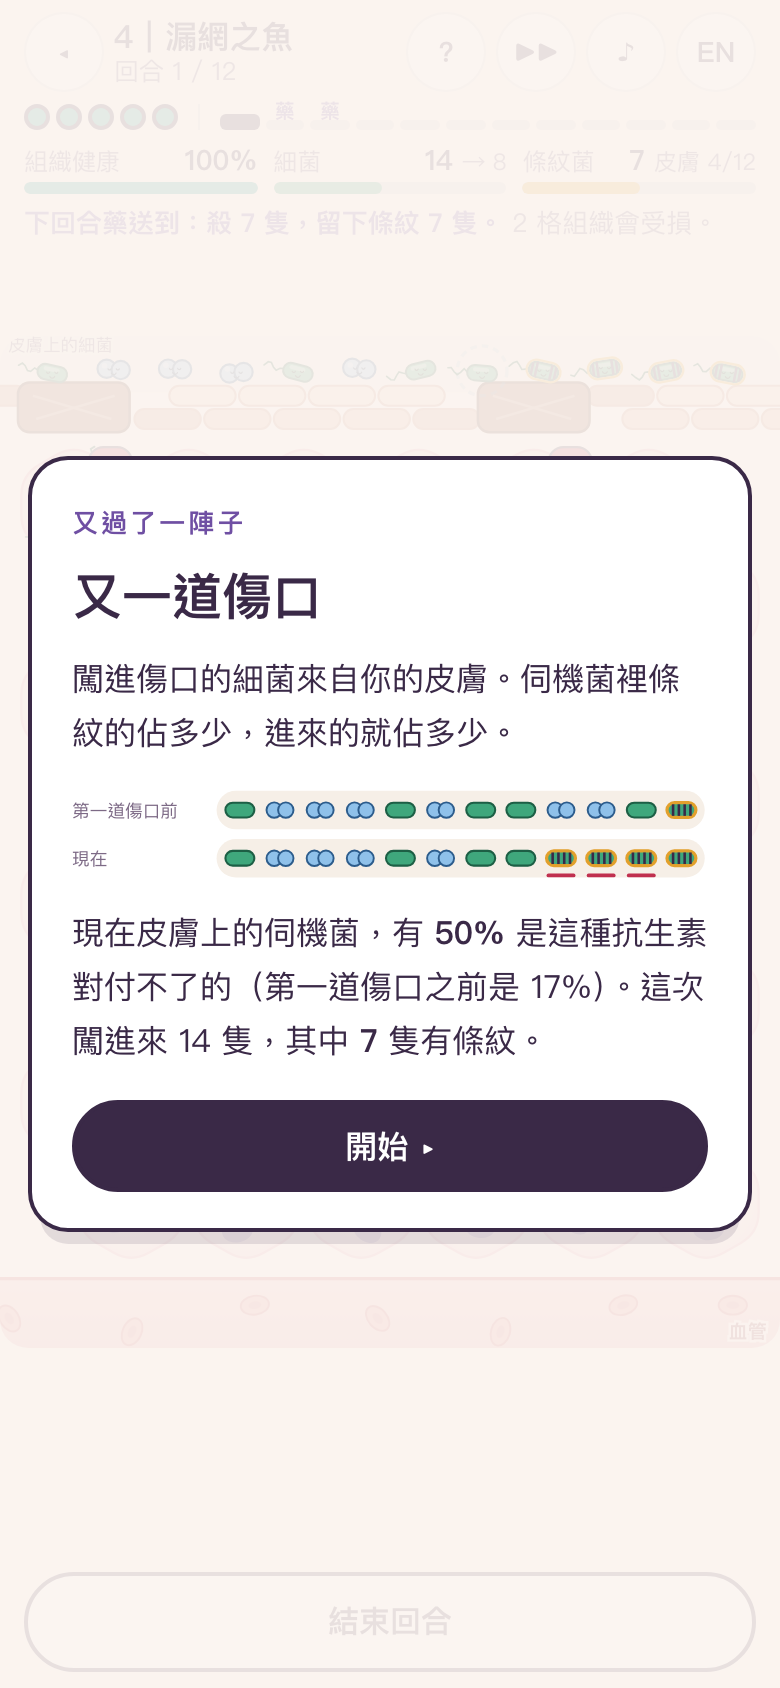 4｜漏網之魚
回合 1 / 12
?
EN
藥 藥
組織健康 100% 細菌 14 → 8 條紋菌 7 皮膚 4/12
下回合藥送到：殺 7 隻，留下條紋 7 隻。 2 格組織會受損。
皮膚上的細菌
又過了一陣子
又一道傷口
闖進傷口的細菌來自你的皮膚。伺機菌裡條
紋的佔多少，進來的就佔多少。
第一道傷口前
現在
現在皮膚上的伺機菌，有 50% 是這種抗生素
對付不了的（第一道傷口之前是 17%）。這次
闖進來 14 隻，其中 7 隻有條紋。
開始 ▸
血管
結束回合